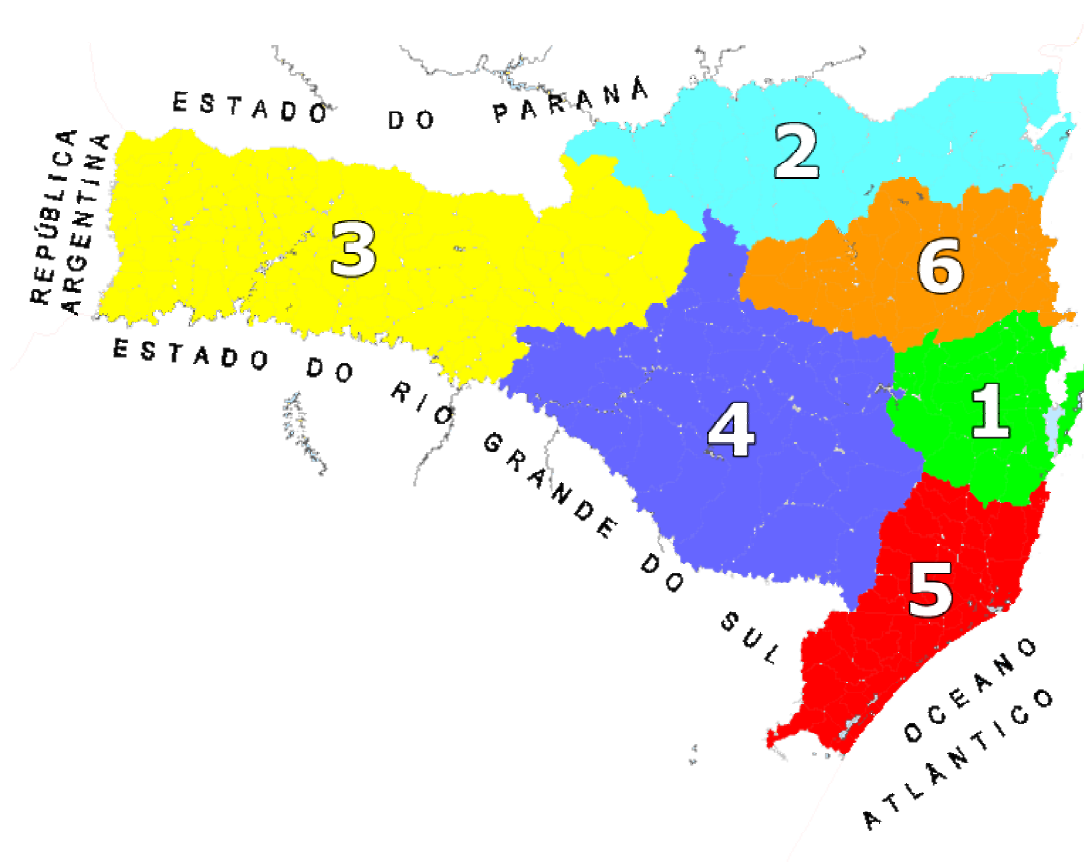 ESTADO DO PARANÁ
REPÚBLICA
ARGENTINA
2
3
6
1
4
5
ESTADO DO RIO GRANDE DO SUL
OCEANO
ATLÂNTICO